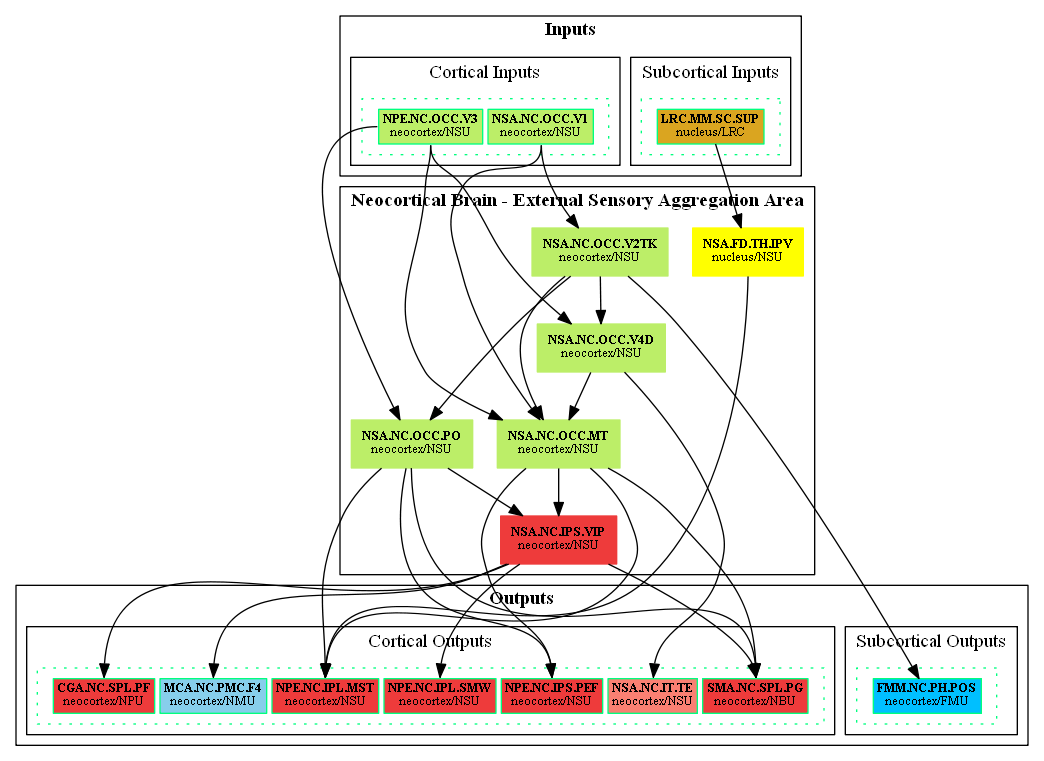 Inputs
Cortical Inputs
Subcortical Inputs
NPE.NC.OCC.V3
neocortex/NSU
NSA.NC.OCC.V1
neocortex/NSU
LRC.MM.SC.SUP
nucleus/LRC
Neocortical Brain - External Sensory Aggregation Area
NSA.NC.OCC.V2TK
neocortex/NSU
NSA.FD.TH.IPV
nucleus/NSU
NSA.NC.OCC.V4D
neocortex/NSU
NSA.NC.OCC.PO
neocortex/NSU
NSA.NC.OCC.MT
neocortex/NSU
NSA.NC.IPS.VIP
neocortex/NSU
Outputs
Cortical Outputs
Subcortical Outputs
CGA.NC.SPL.PF
neocortex/NPU
MCA.NC.PMC.F4
neocortex/NMU
NPE.NC.IPL.MST
neocortex/NSU
NPE.NC.IPL.SMW
neocortex/NSU
NPE.NC.IPS.PEF
neocortex/NSU
NSA.NC.IT.TE
neocortex/NSU
SMA.NC.SPL.PG
neocortex/NBU
FMM.NC.PH.POS
neocortex/FMU